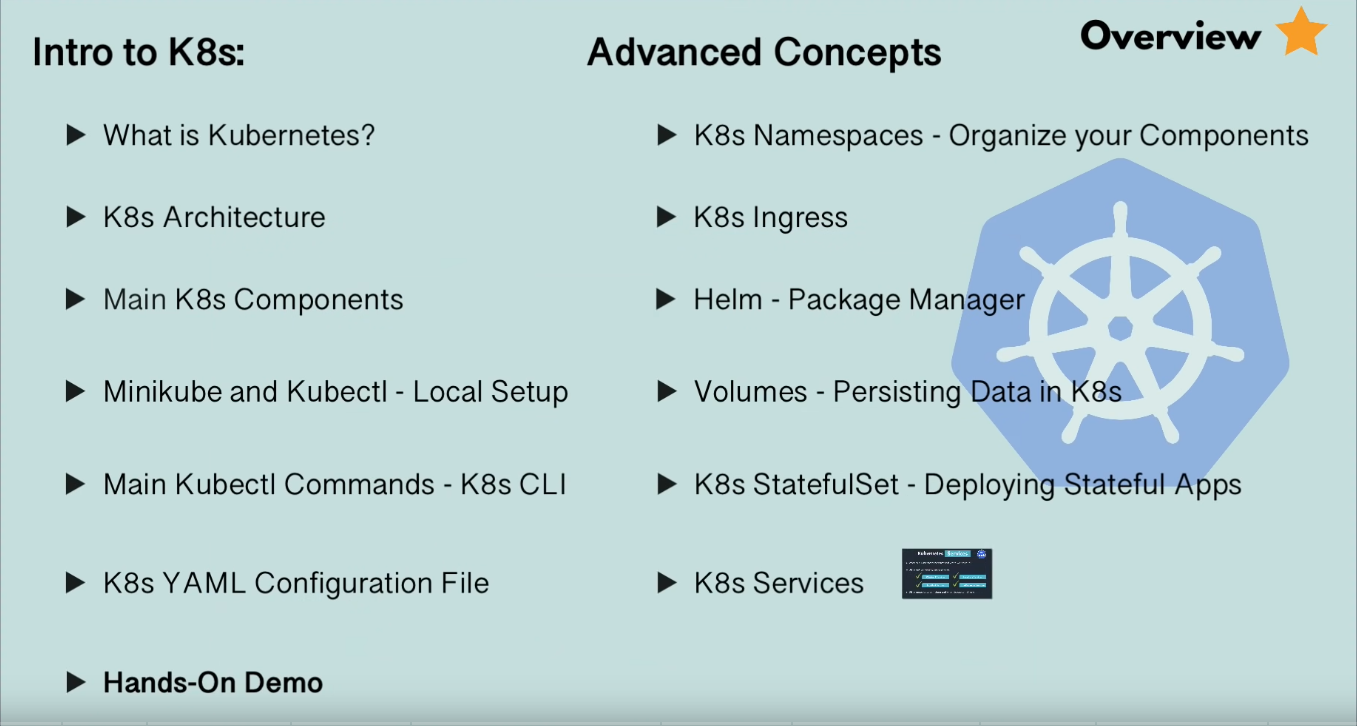 Overview
Intro to K8s:
What is Kubernetes?
K8s Architecture
Main K8s Components
Minikube and Kubectl - Local Setup
Main Kubectl Commands - K8s CLI
K8s YAML Configuration File
Hands-On Demo
Advanced Concepts
K8s Namespaces - Organize your Components
K8s Ingress
Helm - Package Manager
Volumes - Persisting Data in K8s
K8s StatefulSet - Deploying Stateful Apps
K8s Services
Kubernetes Services